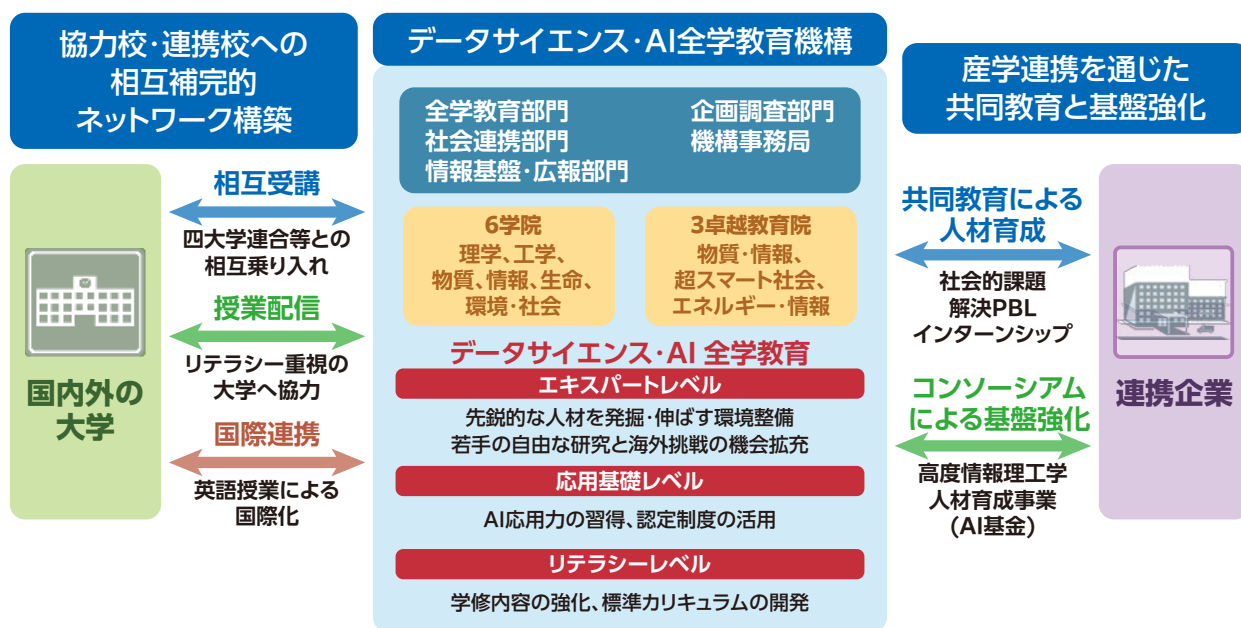 協力校・連携校への
相互補完的
ネットワーク構築
相互受講
四大学連合等との
相互乗り入れ
授業配信
リテラシー重視の
大学へ協力
国際連携
英語授業による
国際化
国内外の
大学
データサイエンス・AI全学教育機構
全学教育部門
社会連携部門
情報基盤・広報部門
企画調査部門
機構事務局
6学院
理学、工学、
物質、情報、生命、
環境・社会
3卓越教育院
物質・情報、
超スマート社会、
エネルギー・情報
データサイエンス・AI 全学教育
エキスパートレベル
先鋭的な人材を発掘・伸ばす環境整備
若手の自由な研究と海外挑戦の機会拡充
応用基礎レベル
AI応用力の習得、認定制度の活用
リテラシーレベル
学修内容の強化、標準カリキュラムの開発
産学連携を通じた
共同教育と基盤強化
共同教育による
人材育成
社会的課題
解決PBL
インターンシップ
コンソーシアム
による基盤強化
高度情報理工学
人材育成事業
(AI基金)
連携企業